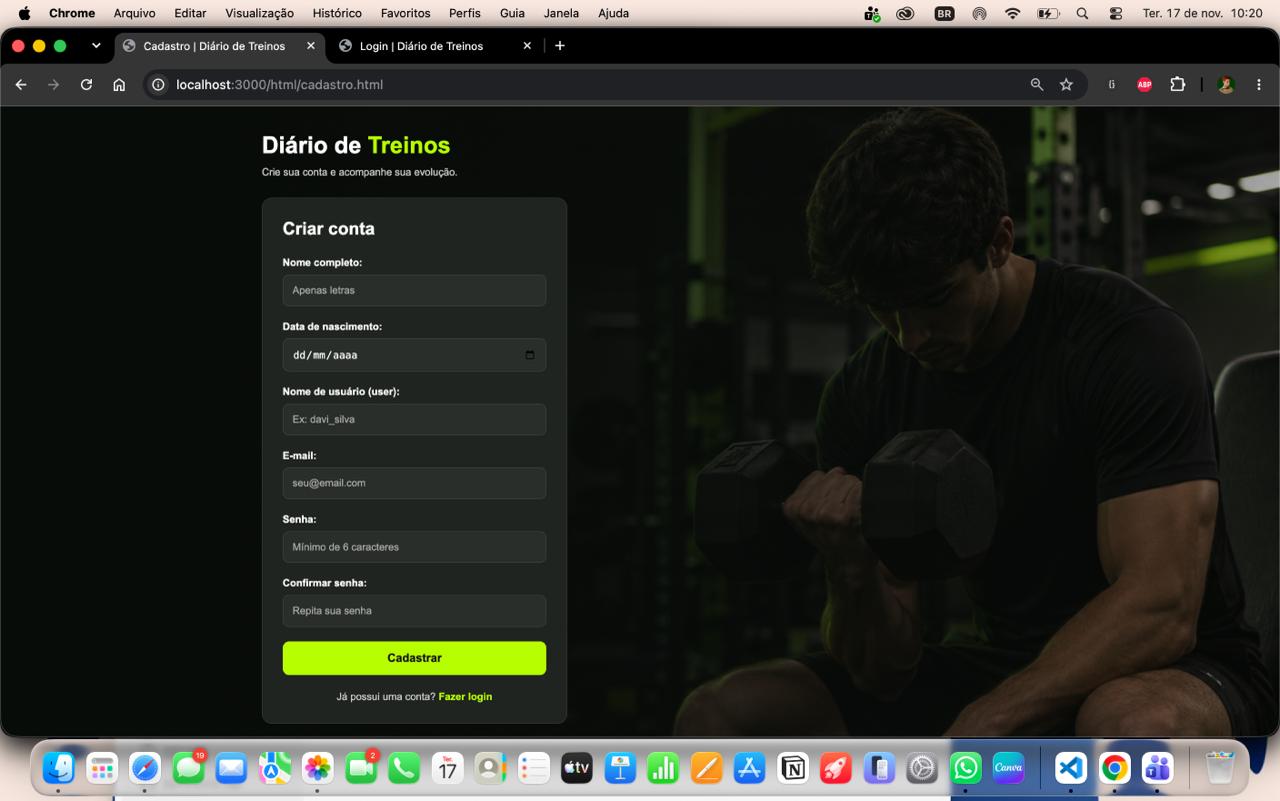 Chrome Arquivo Editar Visualização Histórico Favoritos Perfis Guia Janela Ajuda BR Ter. 17 de nov. 10:20
Cadastro | Diário de Treinos Login | Diário de Treinos
localhost:3000/html/cadastro.html ABP
Diário de Treinos
Crie sua conta e acompanhe sua evolução.
Criar conta
Nome completo:
Apenas letras
Data de nascimento:
dd/mm/aaaa
Nome de usuário (user):
Ex: davi_silva
E-mail:
seu@email.com
Senha:
Mínimo de 6 caracteres
Confirmar senha:
Repita sua senha
Cadastrar
Já possui uma conta? Fazer login
19 2 Ter. 17 tv Canva